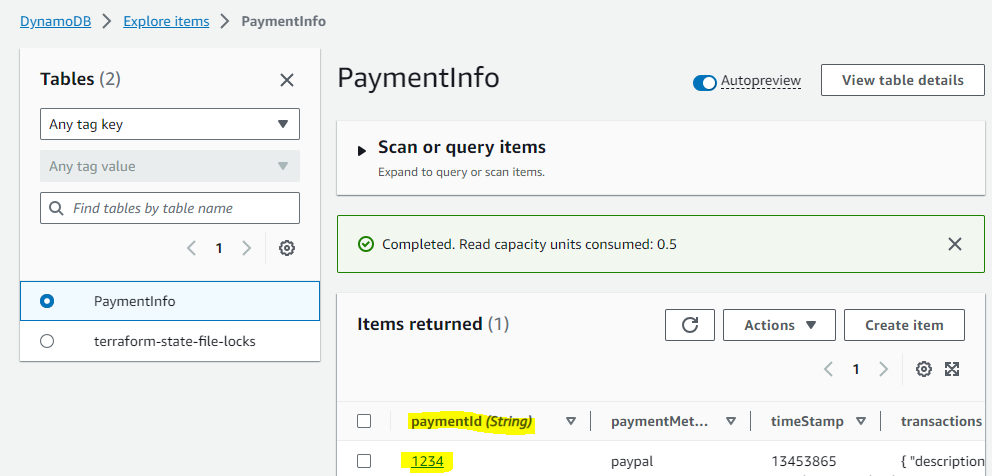 DynamoDB > Explore items > PaymentInfo
Tables (2)
Any tag key
Any tag value
Find tables by table name
1
PaymentInfo
terraform-state-file-locks
PaymentInfo
Autopreview
View table details
Scan or query items
Expand to query or scan items.
Completed. Read capacity units consumed: 0.5
Items returned (1)
Actions
Create item
1
paymentId (String) paymentMet... timeStamp transactions
1234 paypal 13453865 { "description